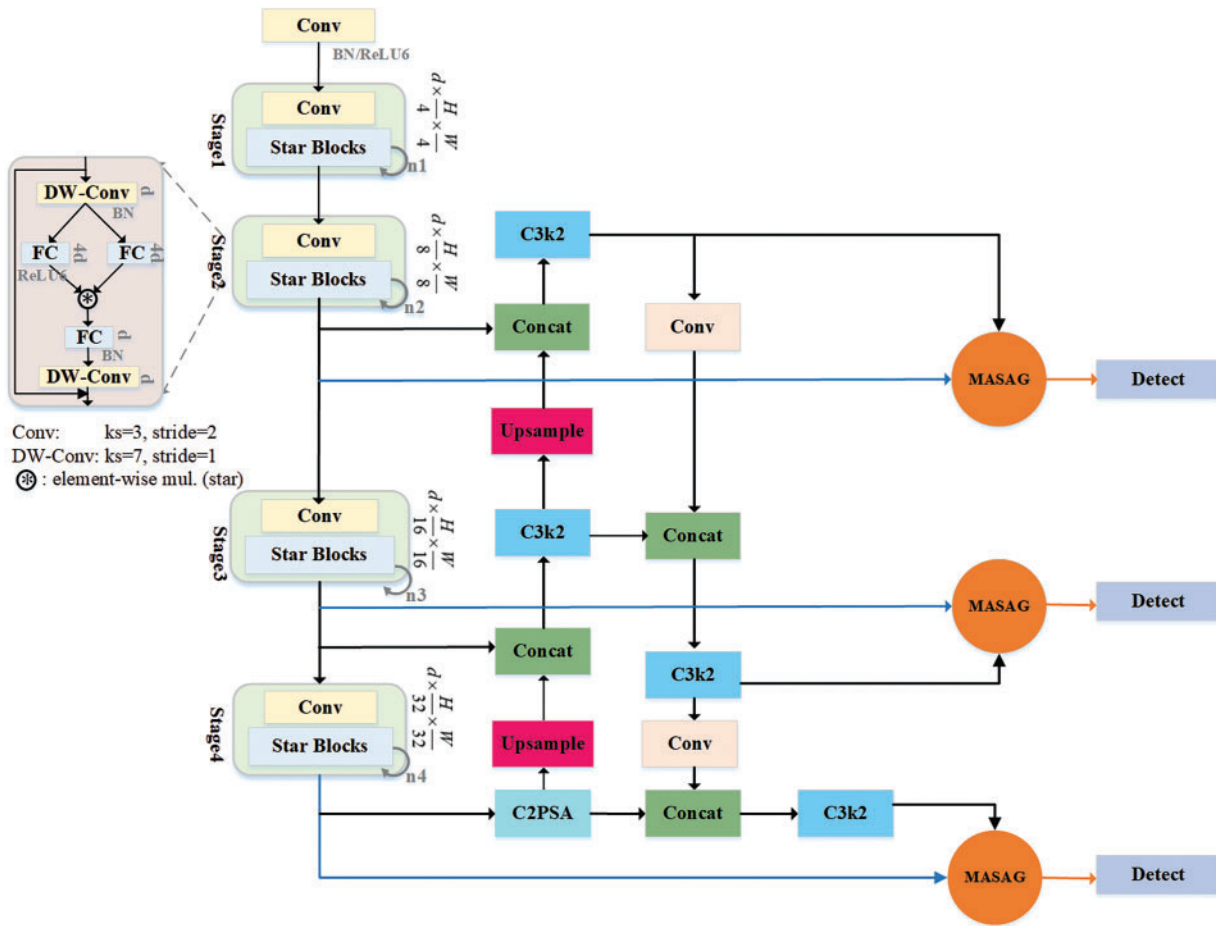 Conv
BN/ReLU6
Stage1
Conv
Star Blocks
n1
d×H/4×W/4
DW-Conv
d
BN
FC
4d
FC
4d
ReLU6
FC
d
BN
DW-Conv
d
Conv: ks=3, stride=2
DW-Conv: ks=7, stride=1
⊛ : element-wise mul. (star)
Stage2
Conv
Star Blocks
n2
d×H/8×W/8
C3k2
Concat
Conv
MASAG
Detect
Upsample
Stage3
Conv
Star Blocks
n3
d×H/16×W/16
C3k2
Concat
MASAG
Detect
Concat
C3k2
Stage4
Conv
Star Blocks
n4
d×H/32×W/32
Upsample
Conv
C2PSA
Concat
C3k2
MASAG
Detect